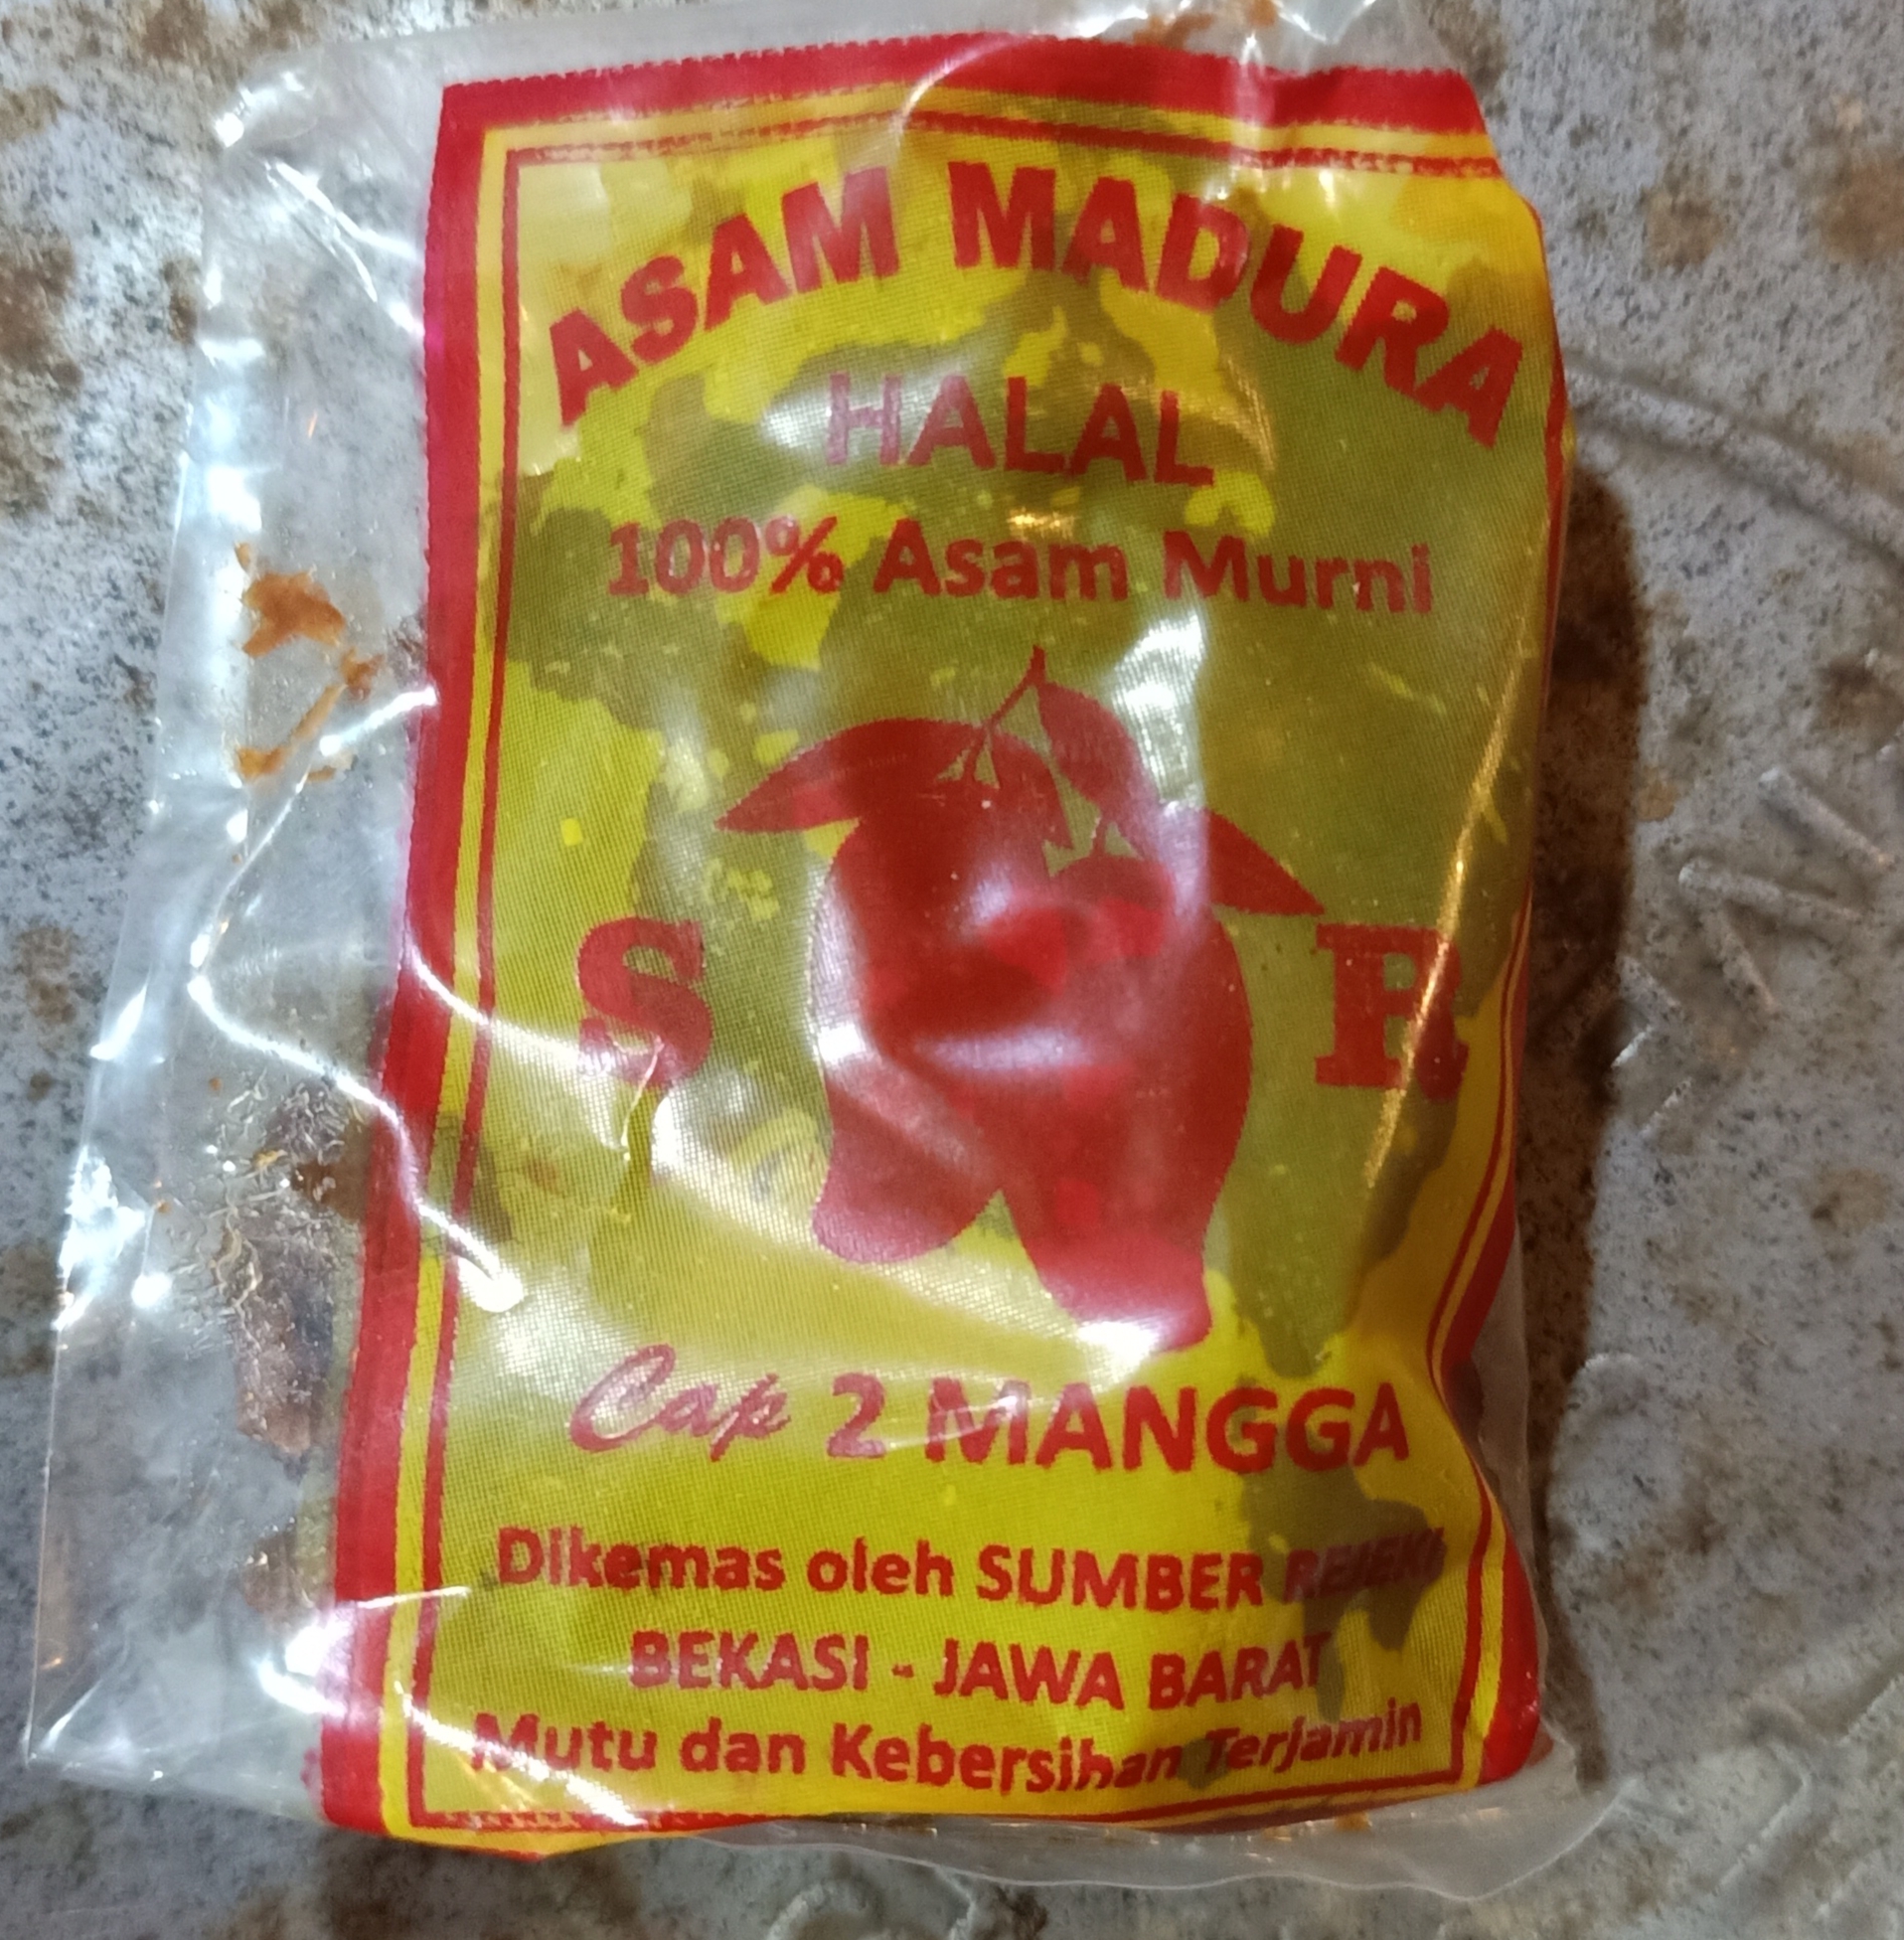 ASAM MADURA
HALAL
100% Asam Murni
S R
Cap 2 MANGGA
Dikemas oleh SUMBER REJEKI
BEKASI - JAWA BARAT
Mutu dan Kebersihan Terjamin